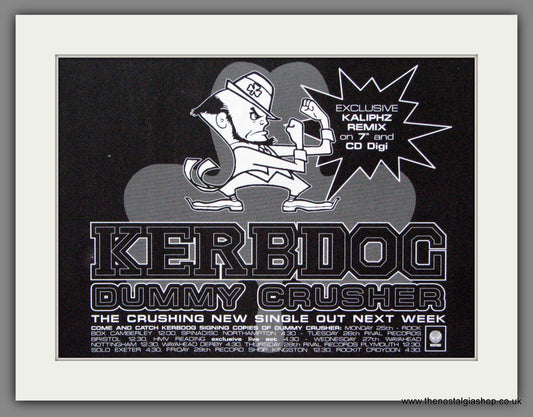 EXCLUSIVE
KALIPHZ
REMIX
on 7" and
CD Digi
KERBDOG
DUMMY CRUSHER
THE CRUSHING NEW SINGLE OUT NEXT WEEK
COME AND CATCH KERBDOG SIGNING COPIES OF DUMMY CRUSHER: MONDAY 25th - ROCK
BOX CAMBERLEY 12.00 SPINADISC NORTHAMPTON 4.30 - TUESDAY 26th RIVAL RECORDS
BRISTOL 12.30, HMV READING exclusive live set 4.30 - WEDNESDAY 27th WAYAHEAD
NOTTINGHAM 12.30, WAYAHEAD DERBY 4.30, THURSDAY 28th RIVAL RECORDS PLYMOUTH 12.30,
SOLO EXETER 4.30, FRIDAY 29th RECORD SHOP KINGSTON 12.30, ROCKIT CROYDON 4.30
www.thenostalgiashop.co.uk